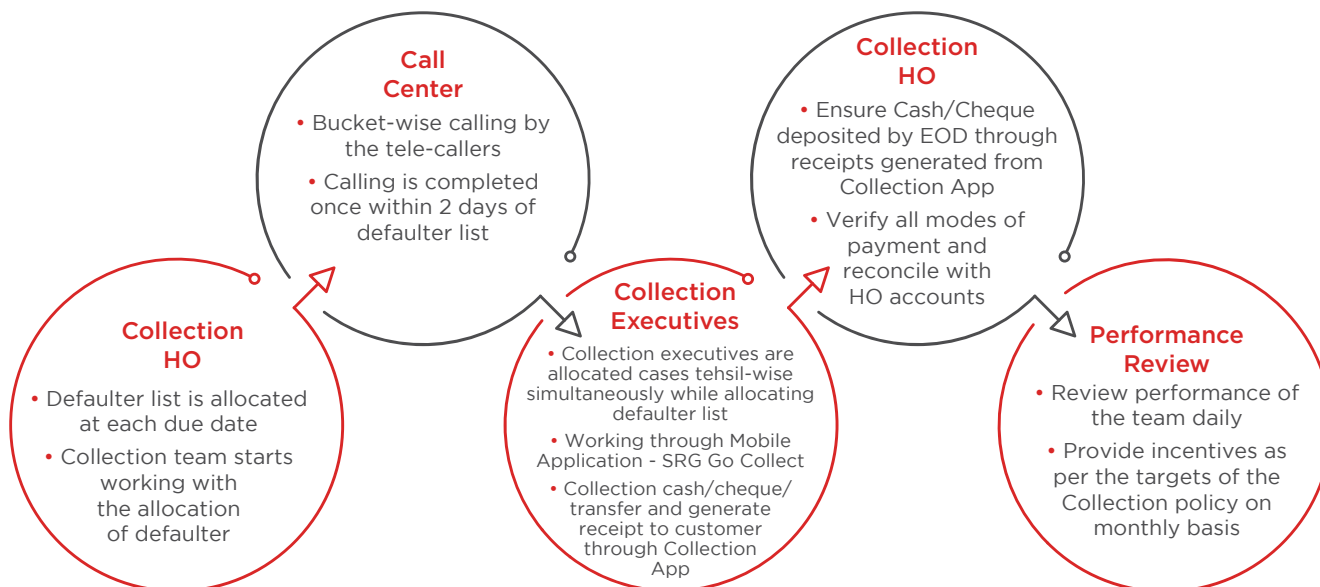 Collection
HO
• Defaulter list is allocated
at each due date
• Collection team starts
working with
the allocation
of defaulter
Call
Center
• Bucket-wise calling by
the tele-callers
• Calling is completed
once within 2 days of
defaulter list
Collection
Executives
• Collection executives are
allocated cases tehsil-wise
simultaneously while allocating
defaulter list
• Working through Mobile
Application - SRG Go Collect
• Collection cash/cheque/
transfer and generate
receipt to customer
through Collection
App
Collection
HO
• Ensure Cash/Cheque
deposited by EOD through
receipts generated from
Collection App
• Verify all modes of
payment and
reconcile with
HO accounts
Performance
Review
• Review performance of
the team daily
• Provide incentives as
per the targets of the
Collection policy on
monthly basis